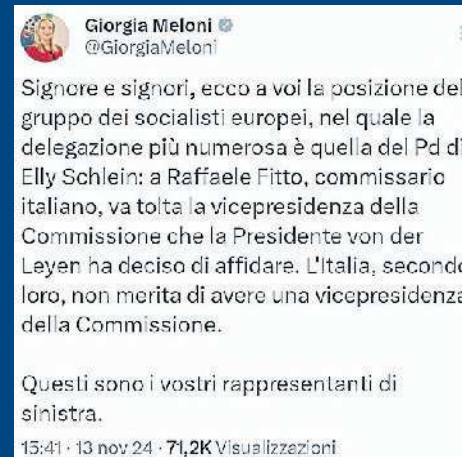 Giorgia Meloni
@GiorgiaMeloni
Signore e signori, ecco a voi la posizione del
gruppo dei socialisti europei, nel quale la
delegazione più numerosa è quella del Pd di
Elly Schlein: a Raffaele Fitto, commissario
italiano, va tolta la vicepresidenza della
Commissione che la Presidente von der
Leyen ha deciso di affidare. L'Italia, secondo
loro, non merita di avere una vicepresidenza
della Commissione.
Questi sono i vostri rappresentanti di
sinistra.
15:41 · 13 nov 24 · 71,2K Visualizzazioni